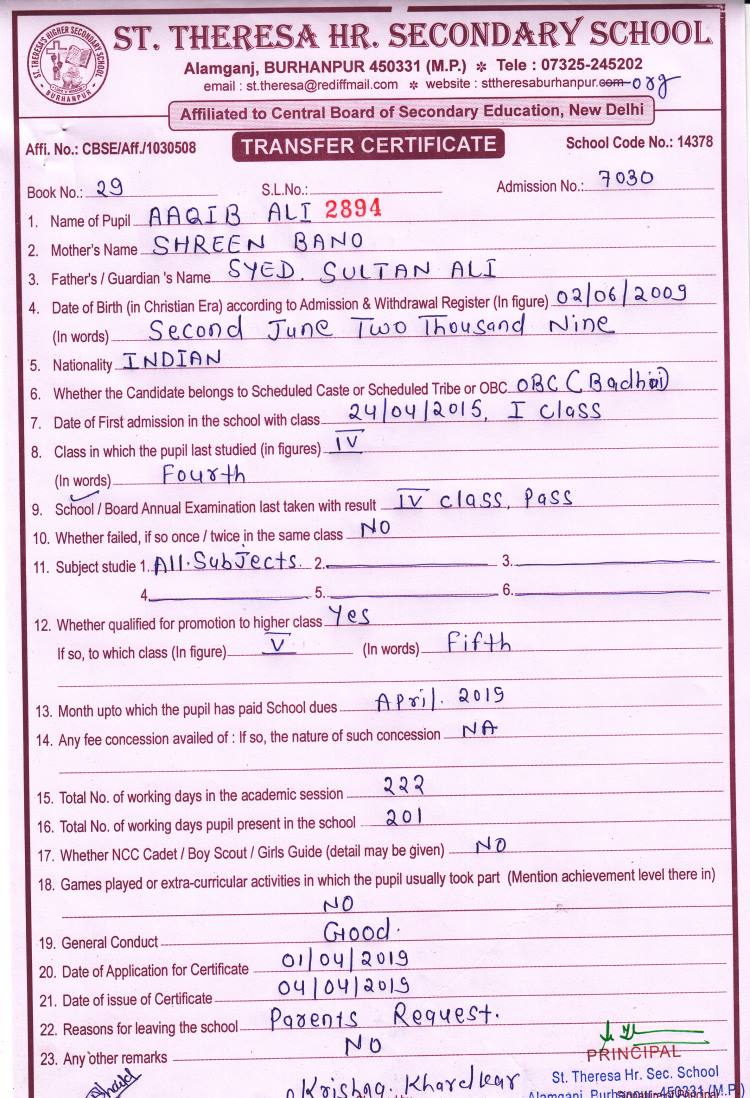 ST. THERESA'S HIGHER SECONDARY SCHOOL
BURHANPUR
ST. THERESA HR. SECONDARY SCHOOL
Alamganj, BURHANPUR 450331 (M.P.) * Tele : 07325-245202
email : st.theresa@rediffmail.com * website : sttheresaburhanpur.com org
Affiliated to Central Board of Secondary Education, New Delhi
Affi. No.: CBSE/Aff./1030508 TRANSFER CERTIFICATE School Code No.: 14378
Book No.: 29 S.L.No.: Admission No.: 7030
1. Name of Pupil AAQIB ALI 2894
2. Mother's Name SHREEN BANO
3. Father's / Guardian 's Name SYED. SULTAN ALI
4. Date of Birth (in Christian Era) according to Admission & Withdrawal Register (In figure) 02/06/2009
(In words) Second June Two Thousand Nine
5. Nationality INDIAN
6. Whether the Candidate belongs to Scheduled Caste or Scheduled Tribe or OBC OBC (Badhai)
7. Date of First admission in the school with class 24/04/2015, I class
8. Class in which the pupil last studied (in figures) IV
(In words) Fourth
9. School / Board Annual Examination last taken with result IV class, Pass
10. Whether failed, if so once / twice in the same class NO
11. Subject studie 1. All.Subjects. 2. 3.
4. 5. 6.
12. Whether qualified for promotion to higher class Yes
If so, to which class (In figure) V (In words) Fifth
13. Month upto which the pupil has paid School dues April. 2019
14. Any fee concession availed of : If so, the nature of such concession NA
15. Total No. of working days in the academic session 222
16. Total No. of working days pupil present in the school 201
17. Whether NCC Cadet / Boy Scout / Girls Guide (detail may be given) NO
18. Games played or extra-curricular activities in which the pupil usually took part (Mention achievement level there in)
NO
19. General Conduct Good.
20. Date of Application for Certificate 01/04/2019
21. Date of issue of Certificate 04/04/2019
22. Reasons for leaving the school Parents Request.
23. Any other remarks NO
PRINCIPAL
St. Theresa Hr. Sec. School
Krishna. Kharelkar
Alamganj, Burhanpur-450331 (M.P.)